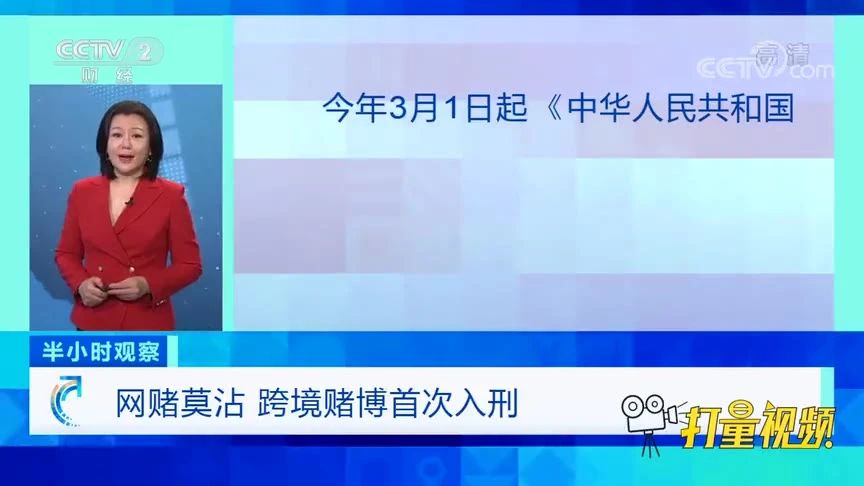 CCTV 2
财经
高清
CCTV.com
今年3月1日起《中华人民共和国
半小时观察
网赌莫沾 跨境赌博首次入刑
打量视频